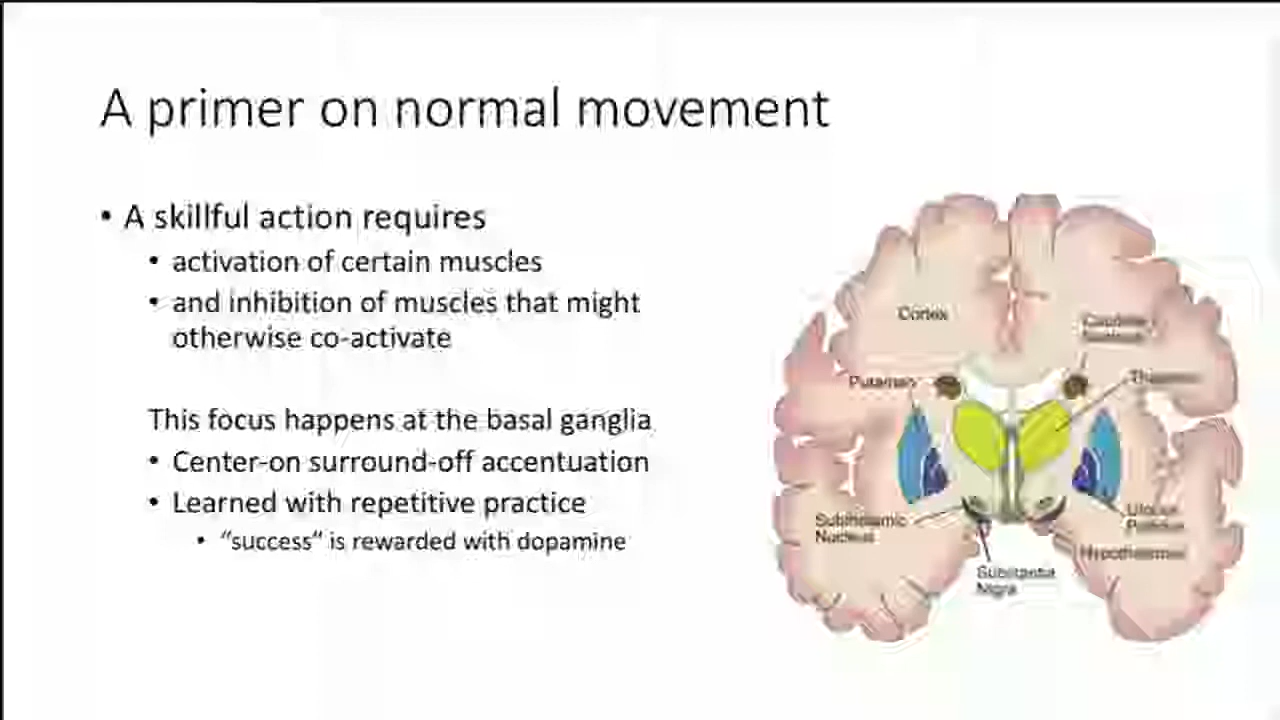 A primer on normal movement
• A skillful action requires
• activation of certain muscles
• and inhibition of muscles that might
otherwise co-activate
This focus happens at the basal ganglia
• Center-on surround-off accentuation
• Learned with repetitive practice
• “success“ is rewarded with dopamine
Cortex
Putamen
Subthalamic
Nucleus
Substantia
Nigra
Hypothalamus